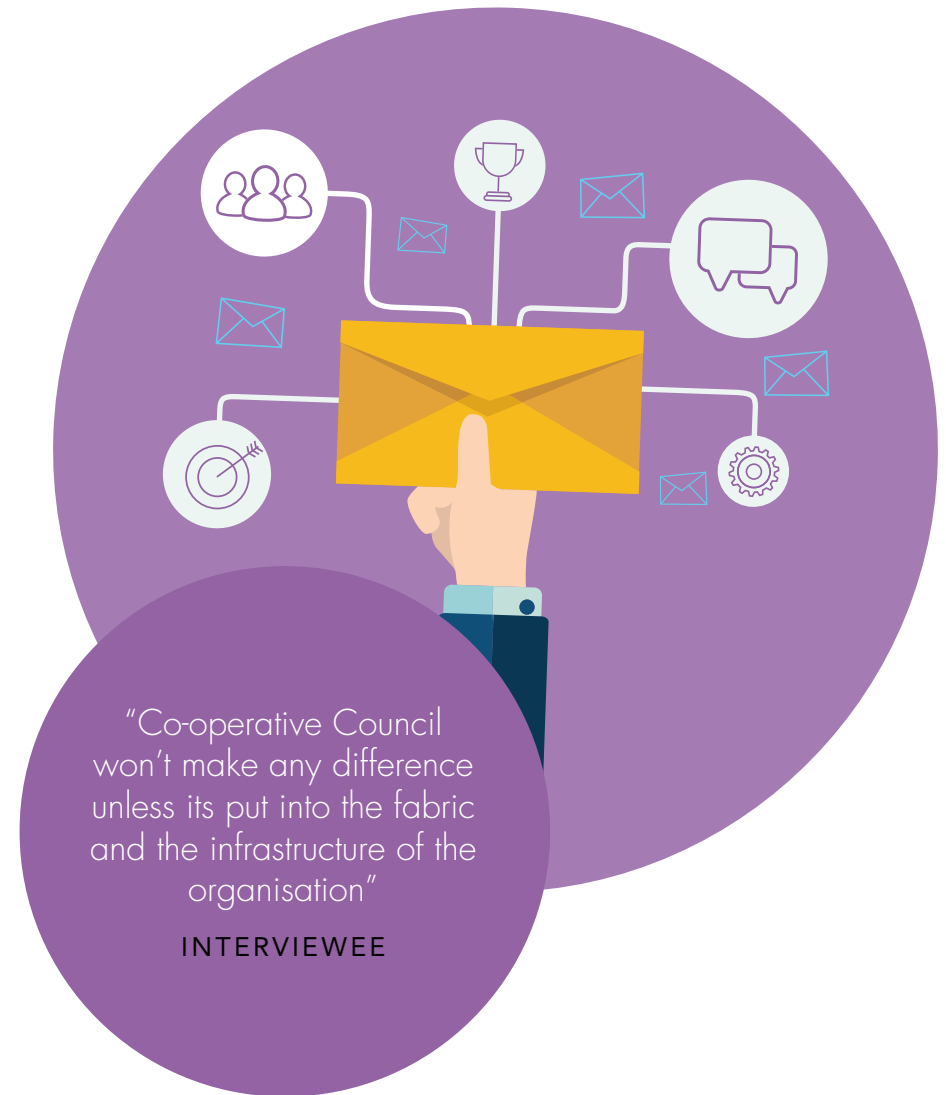 “Co-operative Council
won’t make any difference
unless its put into the fabric
and the infrastructure of the
organisation”
INTERVIEWEE